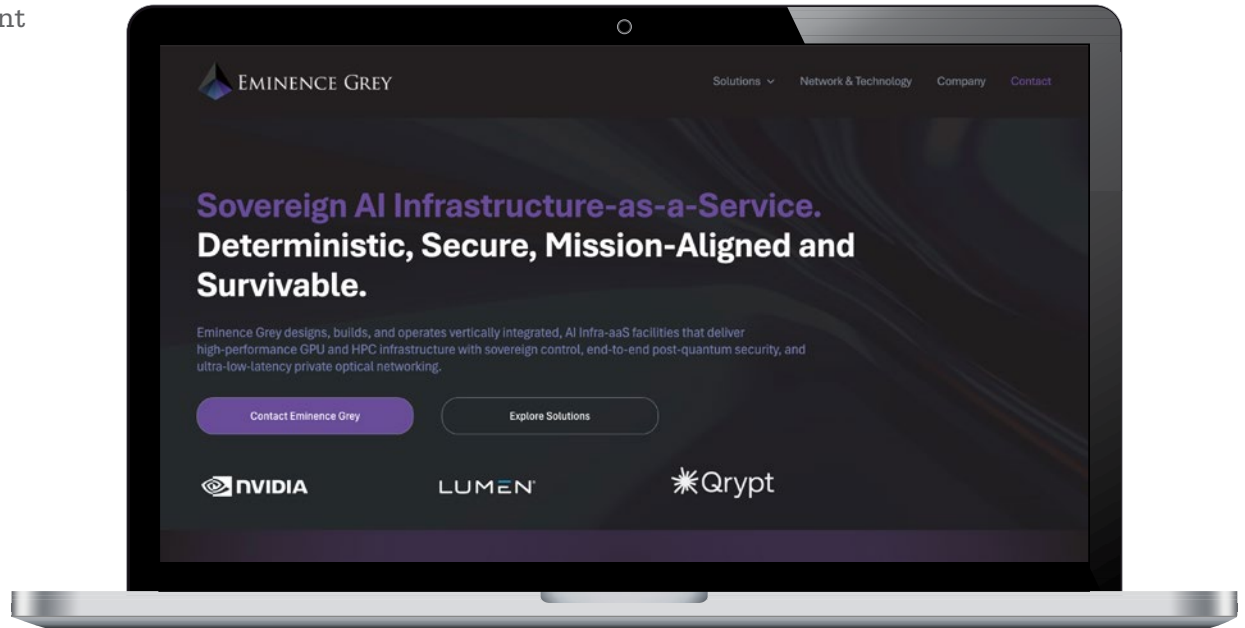 nt
EMINENCE GREY
Solutions
Network & Technology
Company
Contact
Sovereign AI Infrastructure-as-a-Service.
Deterministic, Secure, Mission-Aligned and
Survivable.
Eminence Grey designs, builds, and operates vertically integrated, AI Infra-aaS facilities that deliver
high-performance GPU and HPC infrastructure with sovereign control, end-to-end post-quantum security, and
ultra-low-latency private optical networking.
Contact Eminence Grey
Explore Solutions
NVIDIA
LUMEN
Qrypt